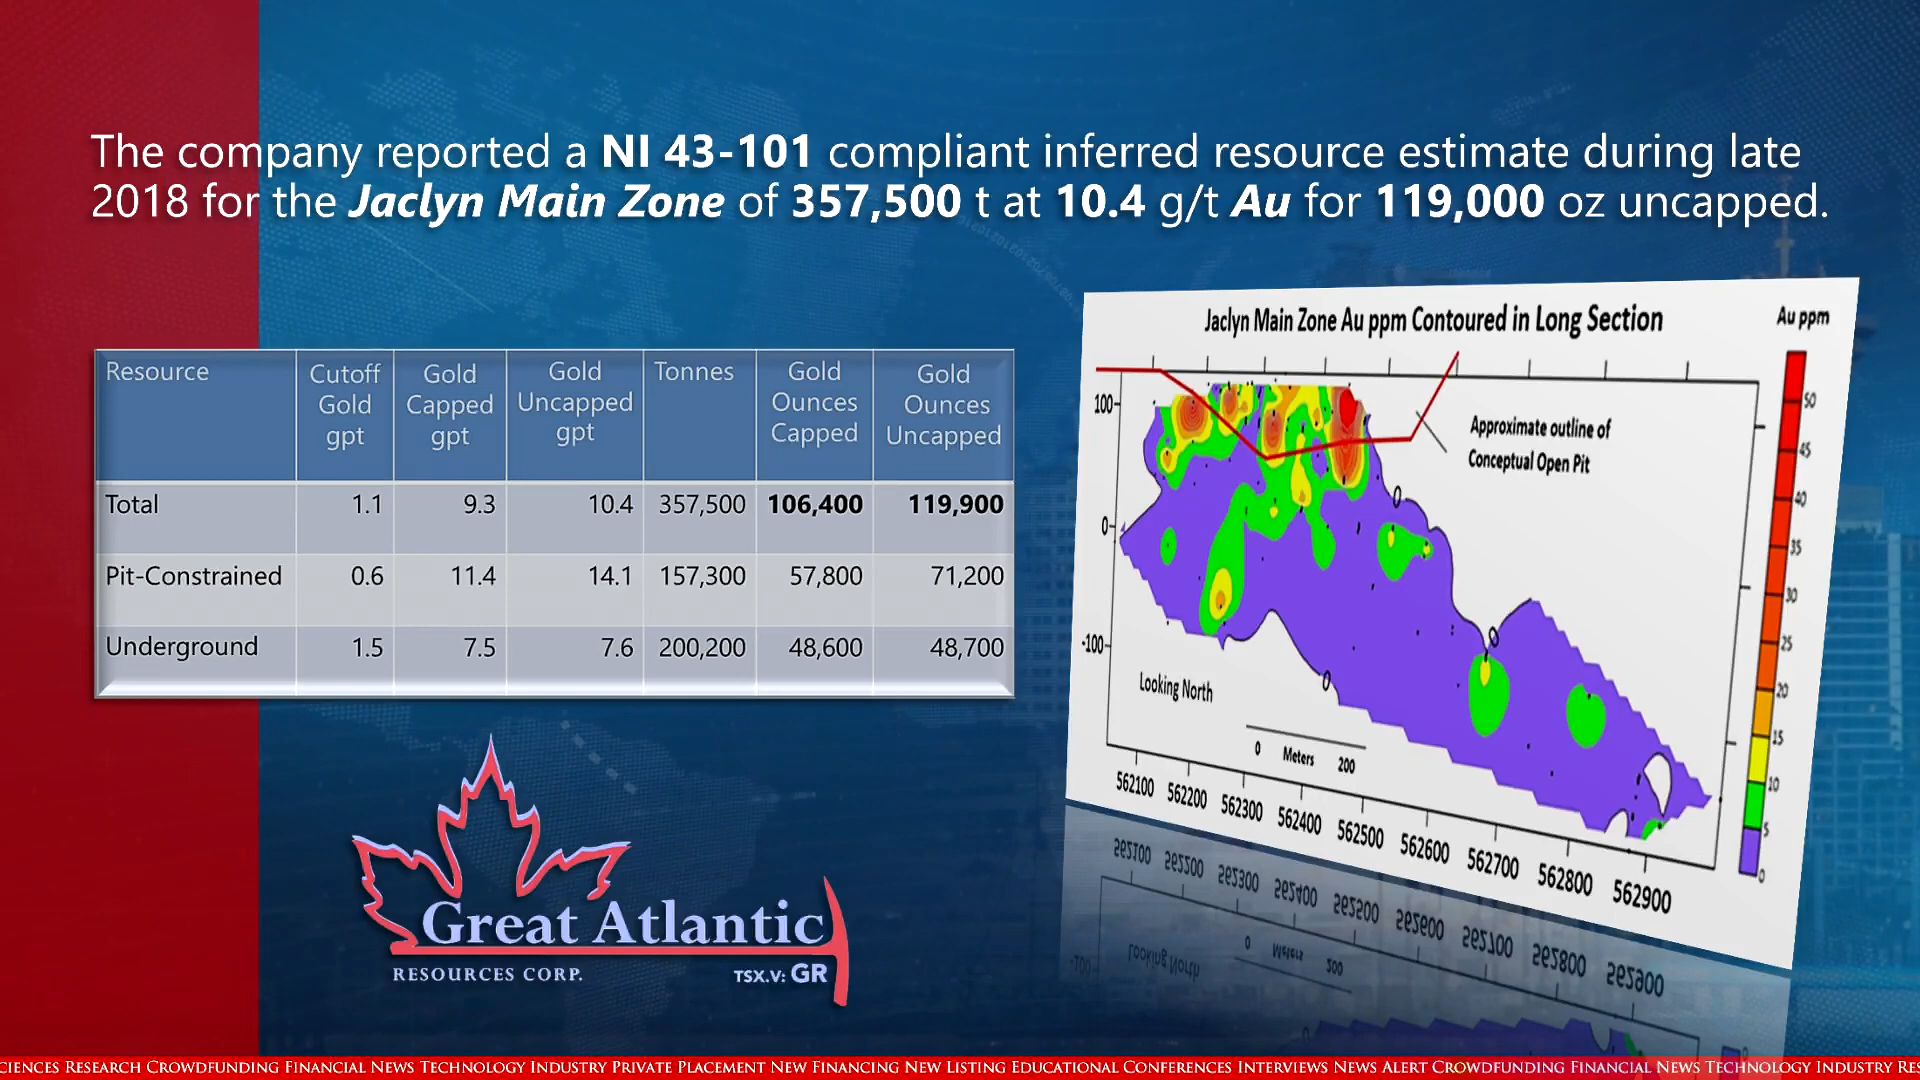 The company reported a NI 43-101 compliant inferred resource estimate during late
2018 for the Jaclyn Main Zone of 357,500 t at 10.4 g/t Au for 119,000 oz uncapped.
Resource Cutoff Gold gpt Gold Capped gpt Gold Uncapped gpt Tonnes Gold Ounces Capped Gold Ounces Uncapped
Total 1.1 9.3 10.4 357,500 106,400 119,900
Pit-Constrained 0.6 11.4 14.1 157,300 57,800 71,200
Underground 1.5 7.5 7.6 200,200 48,600 48,700
Jaclyn Main Zone Au ppm Contoured in Long Section
Au ppm
50
45
40
35
30
25
20
15
10
5
0
100
0
-100
Approximate outline of
Conceptual Open Pit
0
0
0
Looking North
0 Meters 200
562100 562200 562300 562400 562500 562600 562700 562800 562900
Great Atlantic
RESOURCES CORP. TSX.V: GR
CIENCES RESEARCH CROWDFUNDING FINANCIAL NEWS TECHNOLOGY INDUSTRY PRIVATE PLACEMENT NEW FINANCING NEW LISTING EDUCATIONAL CONFERENCES INTERVIEWS NEWS ALERT CROWDFUNDING FINANCIAL NEWS TECHNOLOGY INDUSTRY RES